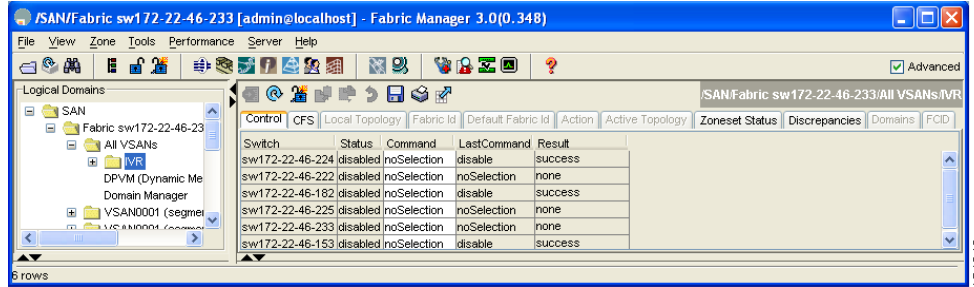 /SAN/Fabric sw172-22-46-233 [admin@localhost] - Fabric Manager 3.0(0.348)
File View Zone Tools Performance Server Help
Advanced
Logical Domains
/SAN/Fabric sw172-22-46-233/All VSANs/IVR
SAN
Fabric sw172-22-46-23
All VSANs
IVR
DPVM (Dynamic Me
Domain Manager
VSAN0001 (segmen
Control CFS Local Topology Fabric Id Default Fabric Id Action Active Topology Zoneset Status Discrepancies Domains FCID
Switch Status Command LastCommand Result
sw172-22-46-224 disabled noSelection disable success
sw172-22-46-222 disabled noSelection noSelection none
sw172-22-46-182 disabled noSelection disable success
sw172-22-46-225 disabled noSelection noSelection none
sw172-22-46-233 disabled noSelection noSelection none
sw172-22-46-153 disabled noSelection disable success
6 rows